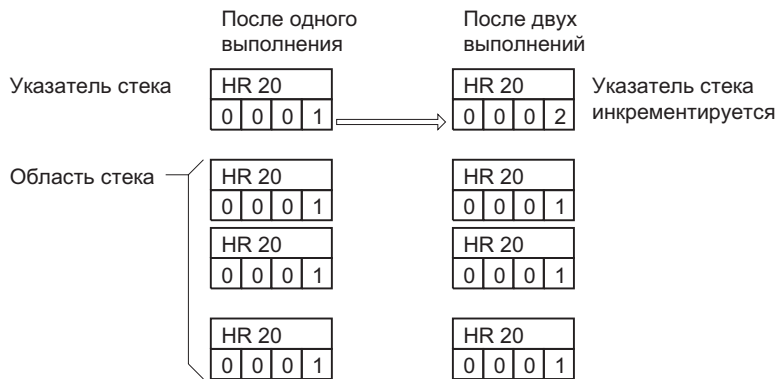 После одного
выполнения
После двух
выполнений
Указатель стека
HR 20
0 0 0 1
HR 20
0 0 0 2
Указатель стека
инкрементируется
Область стека
HR 20
0 0 0 1
HR 20
0 0 0 1
HR 20
0 0 0 1
HR 20
0 0 0 1
HR 20
0 0 0 1
HR 20
0 0 0 1